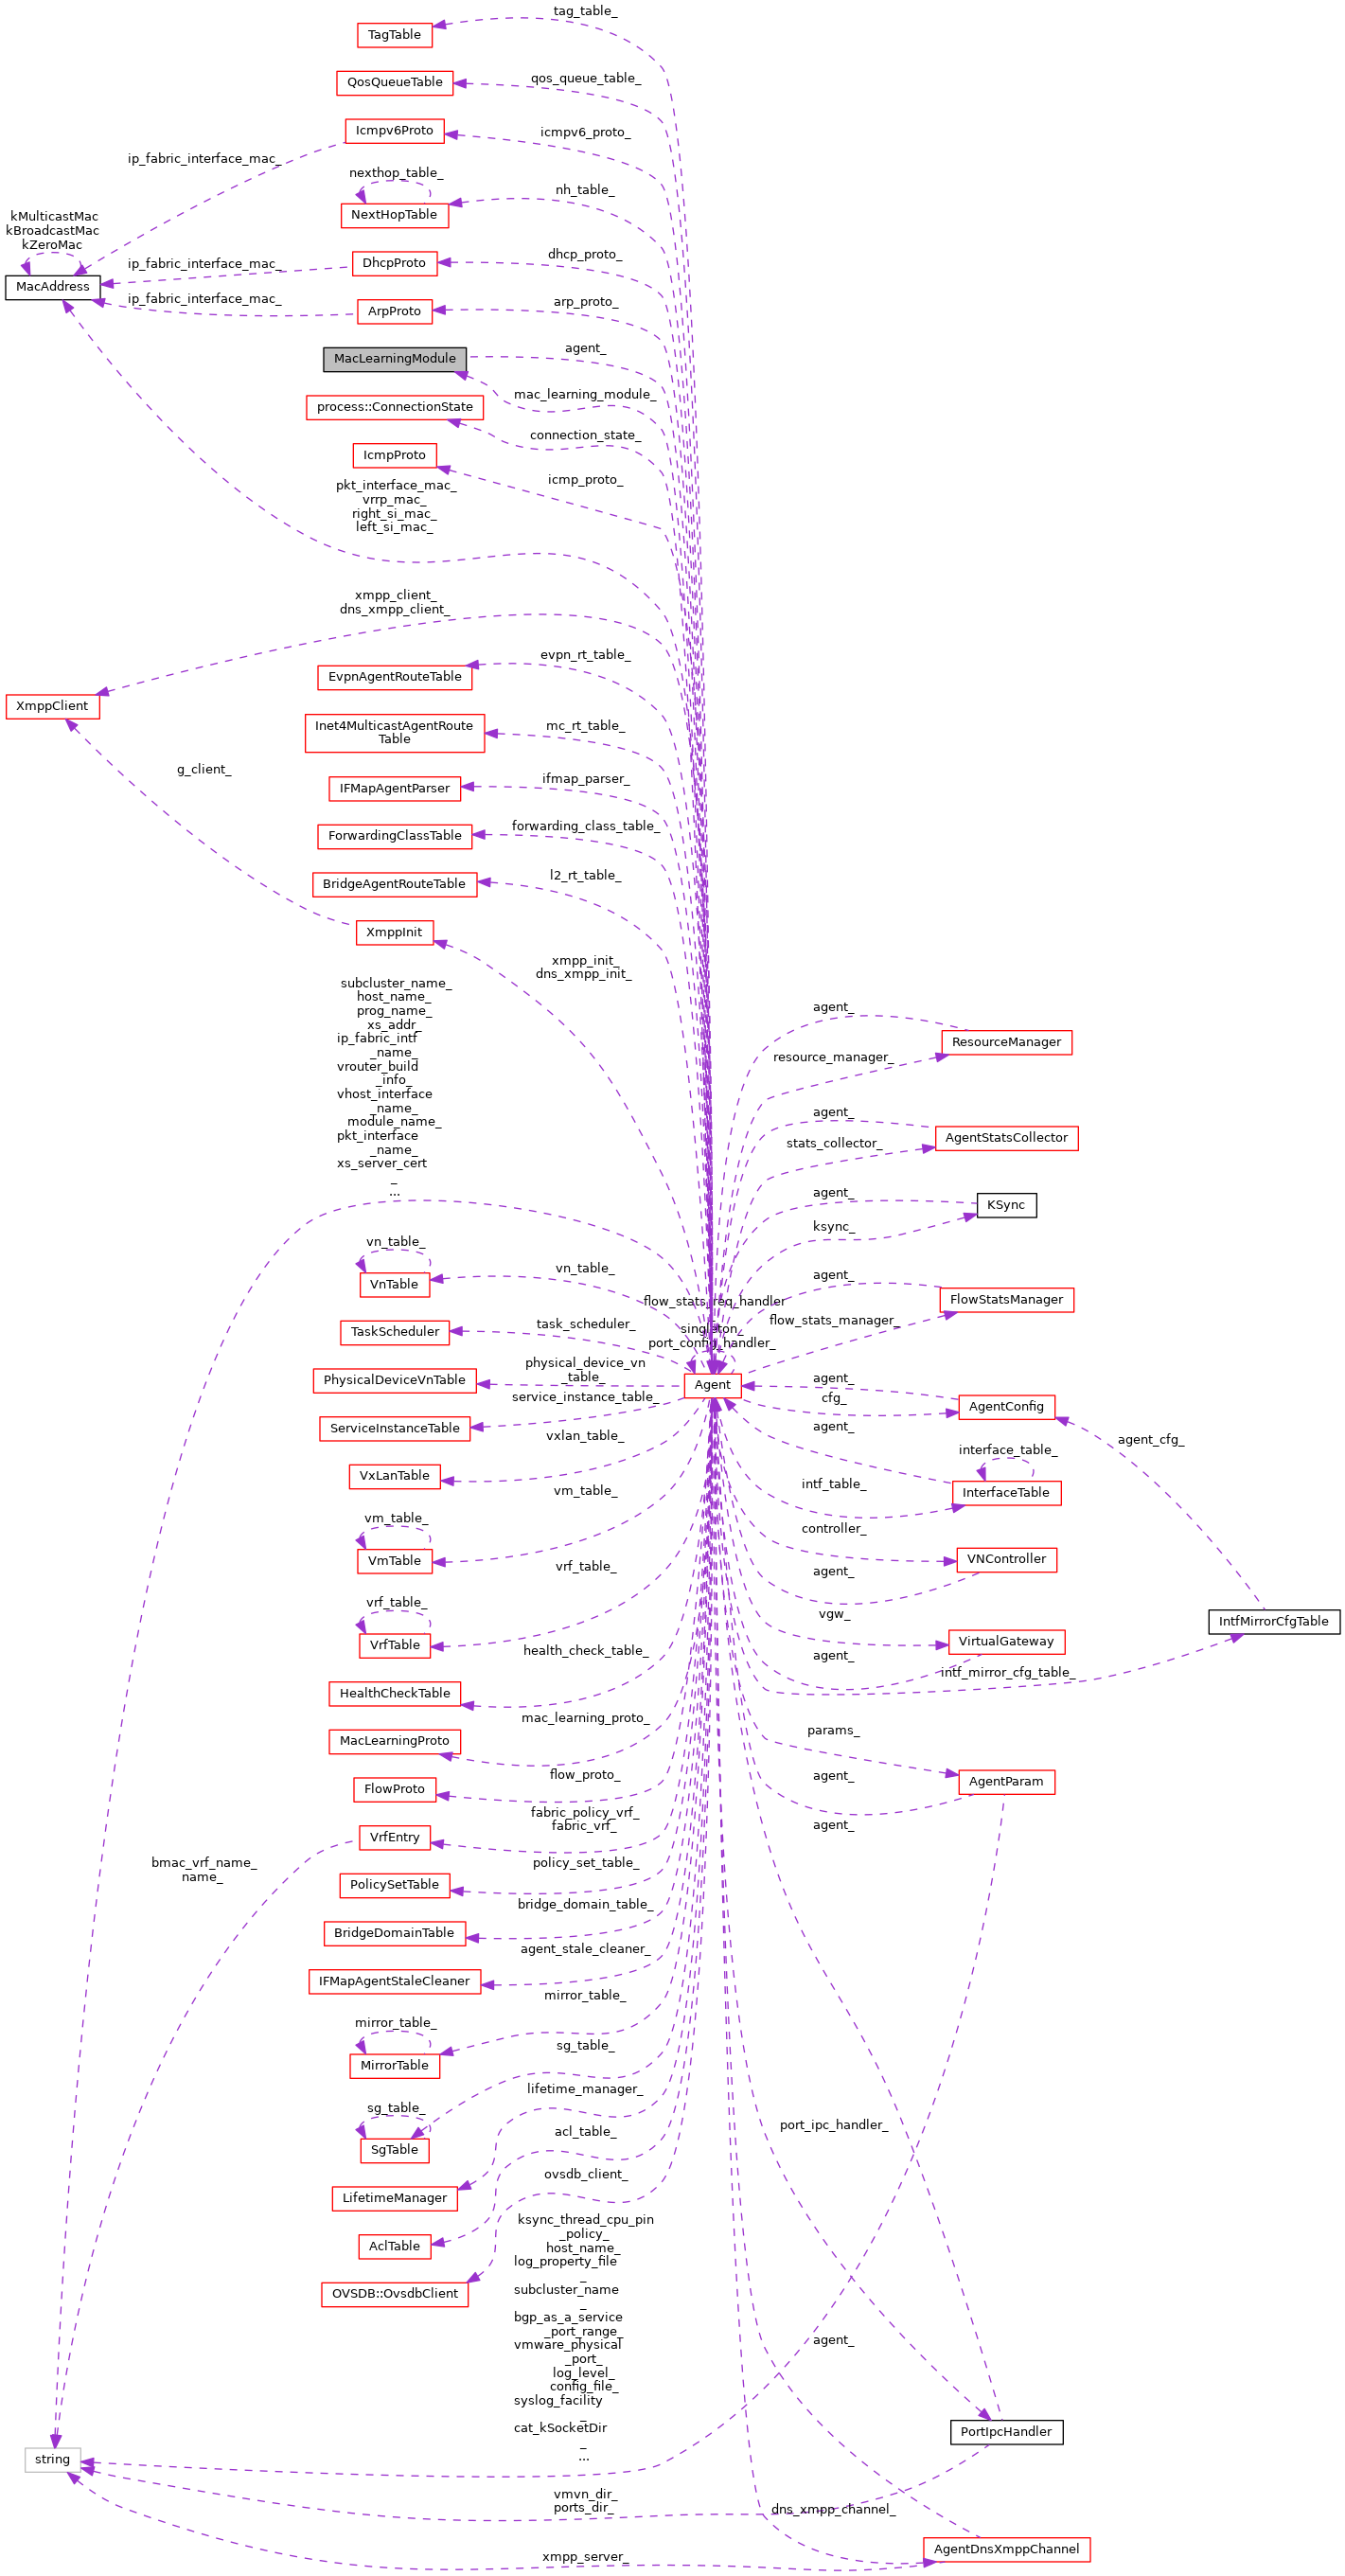 tag_table_
TagTable
qos_queue_table_
QosQueueTable
icmpv6_proto_
Icmpv6Proto
ip_fabric_interface_mac_
nexthop_table_
nh_table_
NextHopTable
kMulticastMac
kBroadcastMac
kZeroMac
dhcp_proto_
DhcpProto
ip_fabric_interface_mac_
MacAddress
ip_fabric_interface_mac_
arp_proto_
ArpProto
agent_
MacLearningModule
mac_learning_module_
process::ConnectionState
connection_state_
IcmpProto
icmp_proto_
pkt_interface_mac_
vrrp_mac_
right_si_mac_
left_si_mac_
xmpp_client_
dns_xmpp_client_
evpn_rt_table_
EvpnAgentRouteTable
XmppClient
Inet4MulticastAgentRoute
Table
mc_rt_table_
g_client_
ifmap_parser_
IFMapAgentParser
forwarding_class_table_
ForwardingClassTable
l2_rt_table_
BridgeAgentRouteTable
XmppInit
xmpp_init_
dns_xmpp_init_
subcluster_name_
host_name_
prog_name_
xs_addr_
ip_fabric_intf
_name_
vrouter_build
_info_
vhost_interface
_name_
module_name_
pkt_interface
_name_
xs_server_cert
_
...
agent_
ResourceManager
resource_manager_
agent_
AgentStatsCollector
stats_collector_
agent_
KSync
ksync_
vn_table_
VnTable
vn_table_
agent_
FlowStatsManager
flow_stats_manager_
flow_stats_req_handler
_
singleton_
port_config_handler_
task_scheduler_
TaskScheduler
physical_device_vn
_table_
PhysicalDeviceVnTable
Agent
agent_
cfg_
AgentConfig
service_instance_table_
ServiceInstanceTable
agent_
agent_cfg_
vxlan_table_
VxLanTable
interface_table_
InterfaceTable
intf_table_
vm_table_
vm_table_
VmTable
controller_
VNController
agent_
vrf_table_
vrf_table_
VrfTable
vgw_
VirtualGateway
agent_
IntfMirrorCfgTable
intf_mirror_cfg_table_
health_check_table_
HealthCheckTable
mac_learning_proto_
MacLearningProto
params_
AgentParam
agent_
flow_proto_
FlowProto
agent_
fabric_policy_vrf_
fabric_vrf_
VrfEntry
bmac_vrf_name_
name_
policy_set_table_
PolicySetTable
bridge_domain_table_
BridgeDomainTable
agent_stale_cleaner_
IFMapAgentStaleCleaner
mirror_table_
mirror_table_
MirrorTable
sg_table_
sg_table_
SgTable
lifetime_manager_
LifetimeManager
acl_table_
AclTable
port_ipc_handler_
ovsdb_client_
OVSDB::OvsdbClient
ksync_thread_cpu_pin
_policy_
host_name_
log_property_file
_
subcluster_name
_
bgp_as_a_service
_port_range_
vmware_physical
_port_
log_level_
config_file_
syslog_facility
_
cat_kSocketDir
_
...
agent_
PortIpcHandler
string
vmvn_dir_
ports_dir_
dns_xmpp_channel_
AgentDnsXmppChannel
xmpp_server_